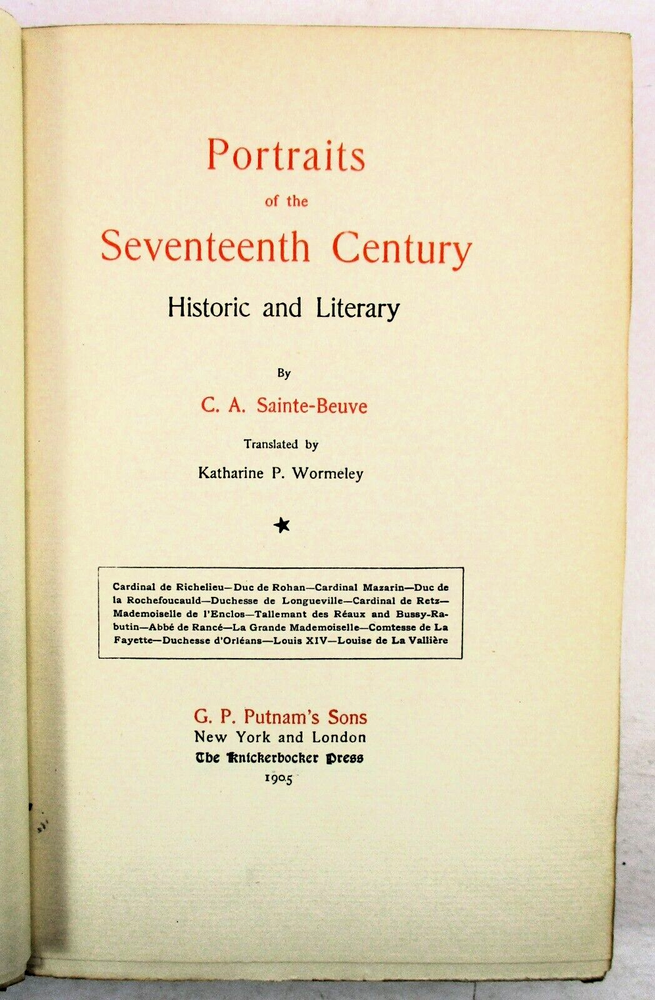 Portraits
of the
Seventeenth Century
Historic and Literary
By
C. A. Sainte-Beuve
Translated by
Katharine P. Wormeley
Cardinal de Richelieu—Duc de Rohan—Cardinal Mazarin—Duc de
la Rochefoucauld—Duchesse de Longueville—Cardinal de Retz—
Mademoiselle de l'Enclos—Tallemant des Réaux and Bussy-Ra-
butin—Abbé de Rancé—La Grande Mademoiselle—Comtesse de La
Fayette—Duchesse d'Orléans—Louis XIV—Louise de La Vallière
G. P. Putnam's Sons
New York and London
The Knickerbocker Press
1905